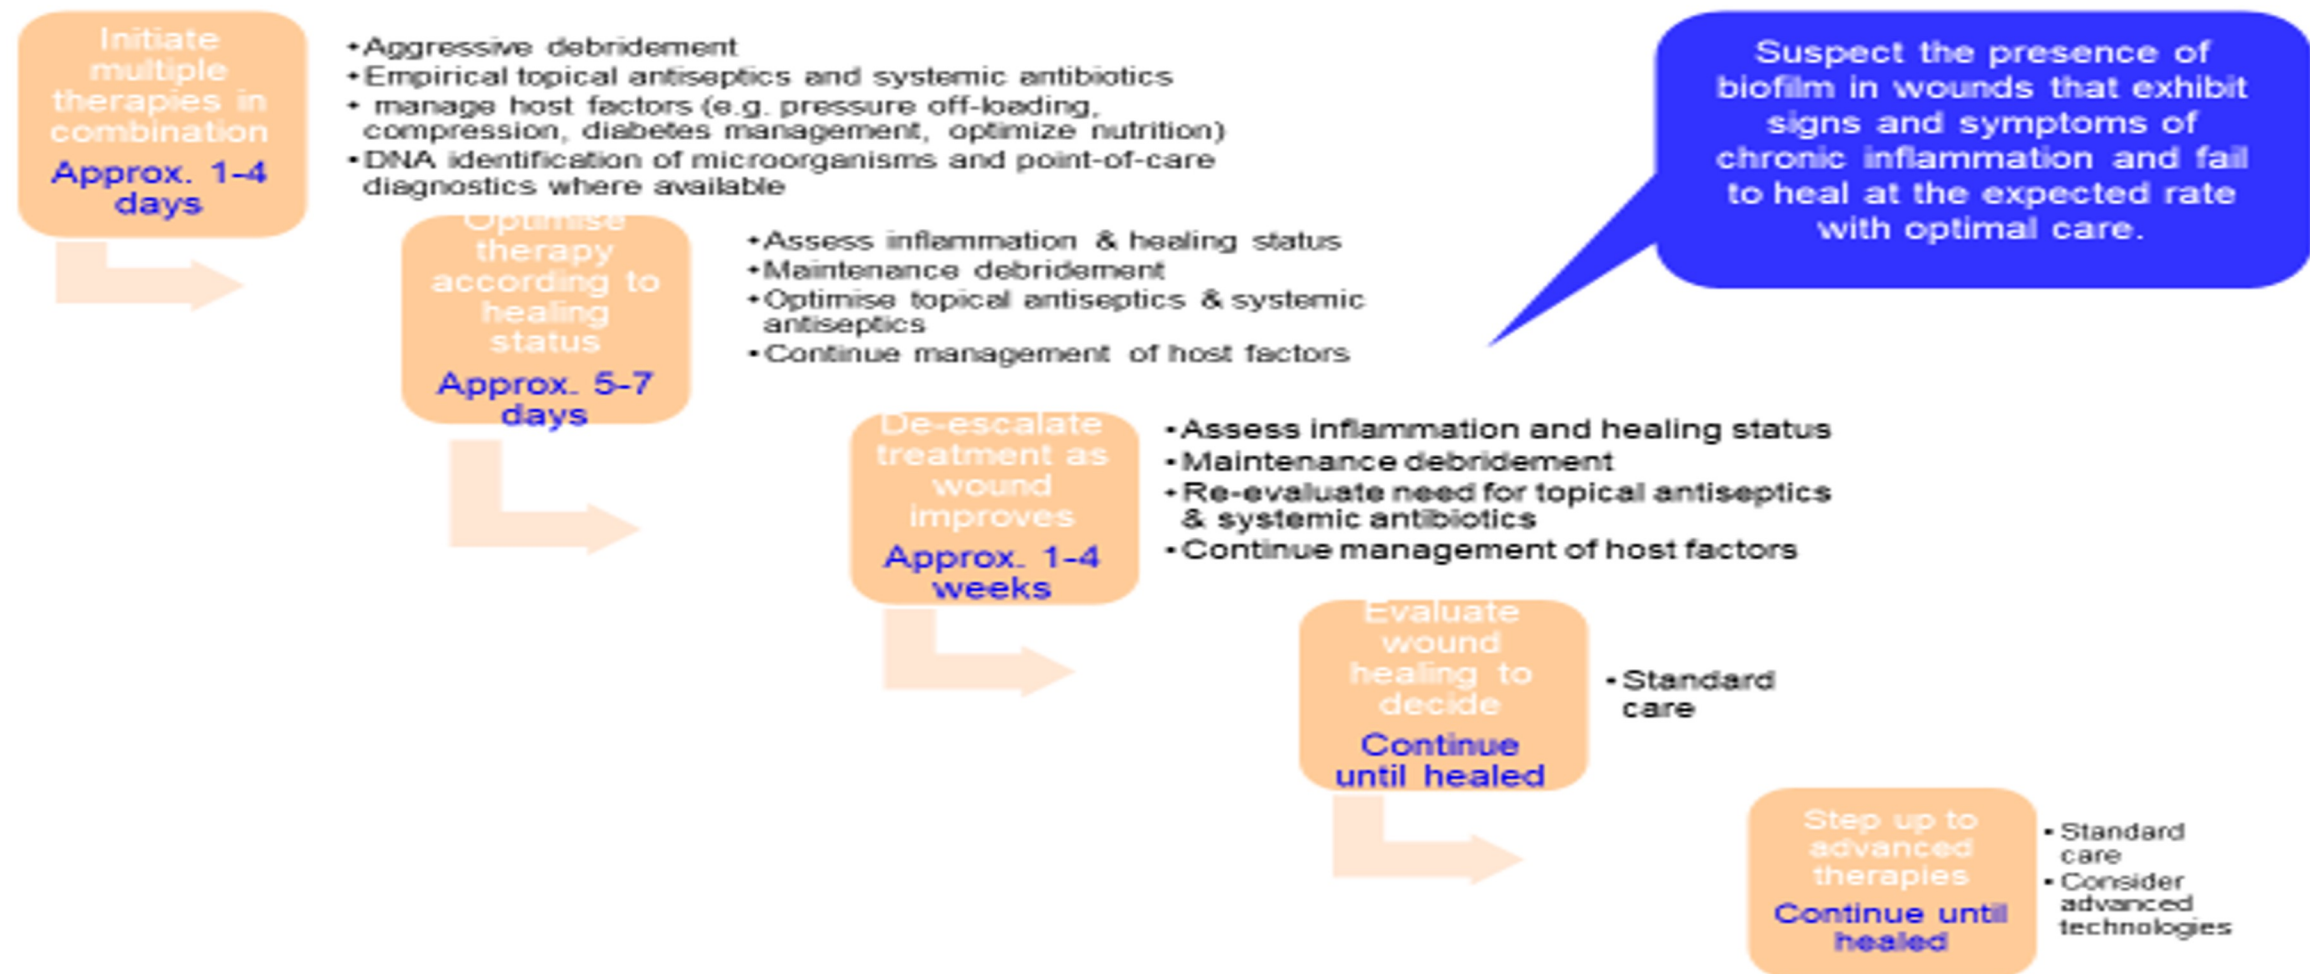 Initiate
multiple
therapies in
combination
Approx. 1-4
days
•Aggressive debridement
•Empirical topical antiseptics and systemic antibiotics
• manage host factors (e.g. pressure off-loading,
compression, diabetes management, optimize nutrition)
•DNA identification of microorganisms and point-of-care
diagnostics where available
Suspect the presence of
biofilm in wounds that exhibit
signs and symptoms of
chronic inflammation and fail
to heal at the expected rate
with optimal care.
Optimise
therapy
according to
healing
status
Approx. 5-7
days
•Assess inflammation & healing status
•Maintenance debridement
•Optimise topical antiseptics & systemic
antiseptics
•Continue management of host factors
De-escalate
treatment as
wound
improves
Approx. 1-4
weeks
•Assess inflammation and healing status
•Maintenance debridement
•Re-evaluate need for topical antiseptics
& systemic antibiotics
•Continue management of host factors
Evaluate
wound
healing to
decide
Continue
until healed
•Standard
care
Step up to
advanced
therapies
Continue until
healed
•Standard
care
•Consider
advanced
technologies